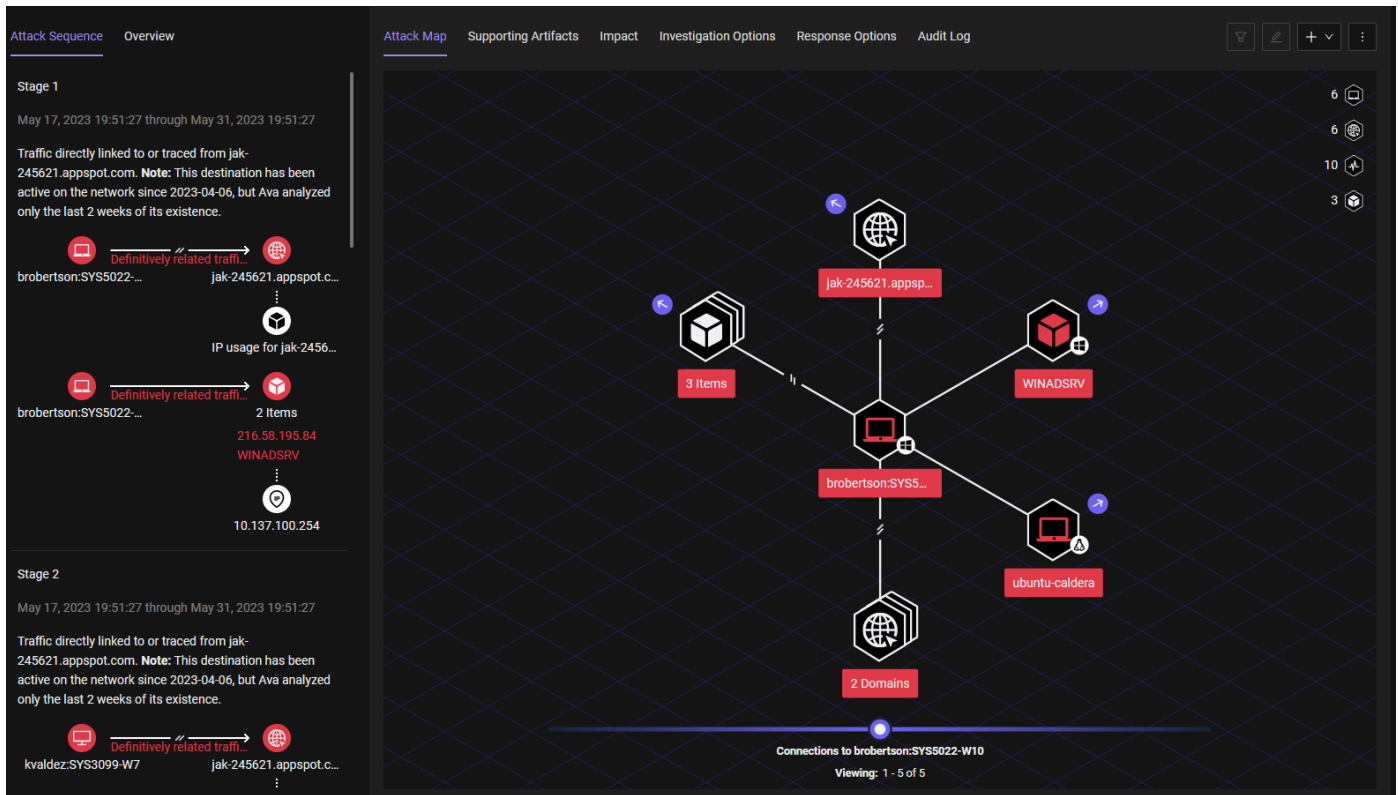 Attack Sequence Overview
Stage 1
May 17, 2023 19:51:27 through May 31, 2023 19:51:27
Traffic directly linked to or traced from jak-
245621.appspot.com. Note: This destination has been
active on the network since 2023-04-06, but Ava analyzed
only the last 2 weeks of its existence.
Definitively related traffi...
brobertson:SYS5022-... jak-245621.appspot.c...
IP usage for jak-2456...
Definitively related traffi...
brobertson:SYS5022-... 2 Items
216.58.195.84
WINADSRV
IP
10.137.100.254
Stage 2
May 17, 2023 19:51:27 through May 31, 2023 19:51:27
Traffic directly linked to or traced from jak-
245621.appspot.com. Note: This destination has been
active on the network since 2023-04-06, but Ava analyzed
only the last 2 weeks of its existence.
Definitively related traffi...
kvaldez:SYS3099-W7 jak-245621.appspot.c...
Attack Map Supporting Artifacts Impact Investigation Options Response Options Audit Log
6
6
10
3
jak-245621.appsp...
3 Items
WINADSRV
brobertson:SYS5...
ubuntu-caldera
2 Domains
Connections to brobertson:SYS5022-W10
Viewing: 1 - 5 of 5